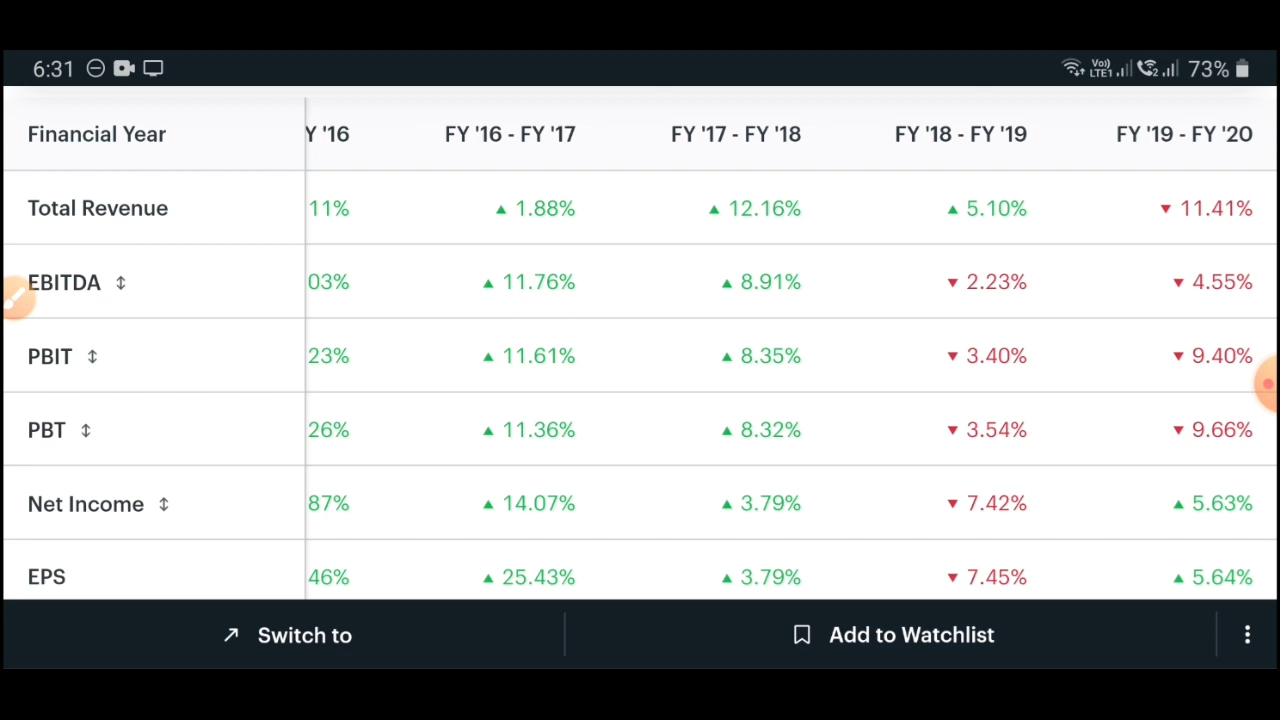 6:31 Vo)) LTE1 2 73%
Financial Year Y '16 FY '16 - FY '17 FY '17 - FY '18 FY '18 - FY '19 FY '19 - FY '20
Total Revenue 11% ▲ 1.88% ▲ 12.16% ▲ 5.10% ▼ 11.41%
EBITDA ↕ 03% ▲ 11.76% ▲ 8.91% ▼ 2.23% ▼ 4.55%
PBIT ↕ 23% ▲ 11.61% ▲ 8.35% ▼ 3.40% ▼ 9.40%
PBT ↕ 26% ▲ 11.36% ▲ 8.32% ▼ 3.54% ▼ 9.66%
Net Income ↕ 87% ▲ 14.07% ▲ 3.79% ▼ 7.42% ▲ 5.63%
EPS 46% ▲ 25.43% ▲ 3.79% ▼ 7.45% ▲ 5.64%
Switch to Add to Watchlist